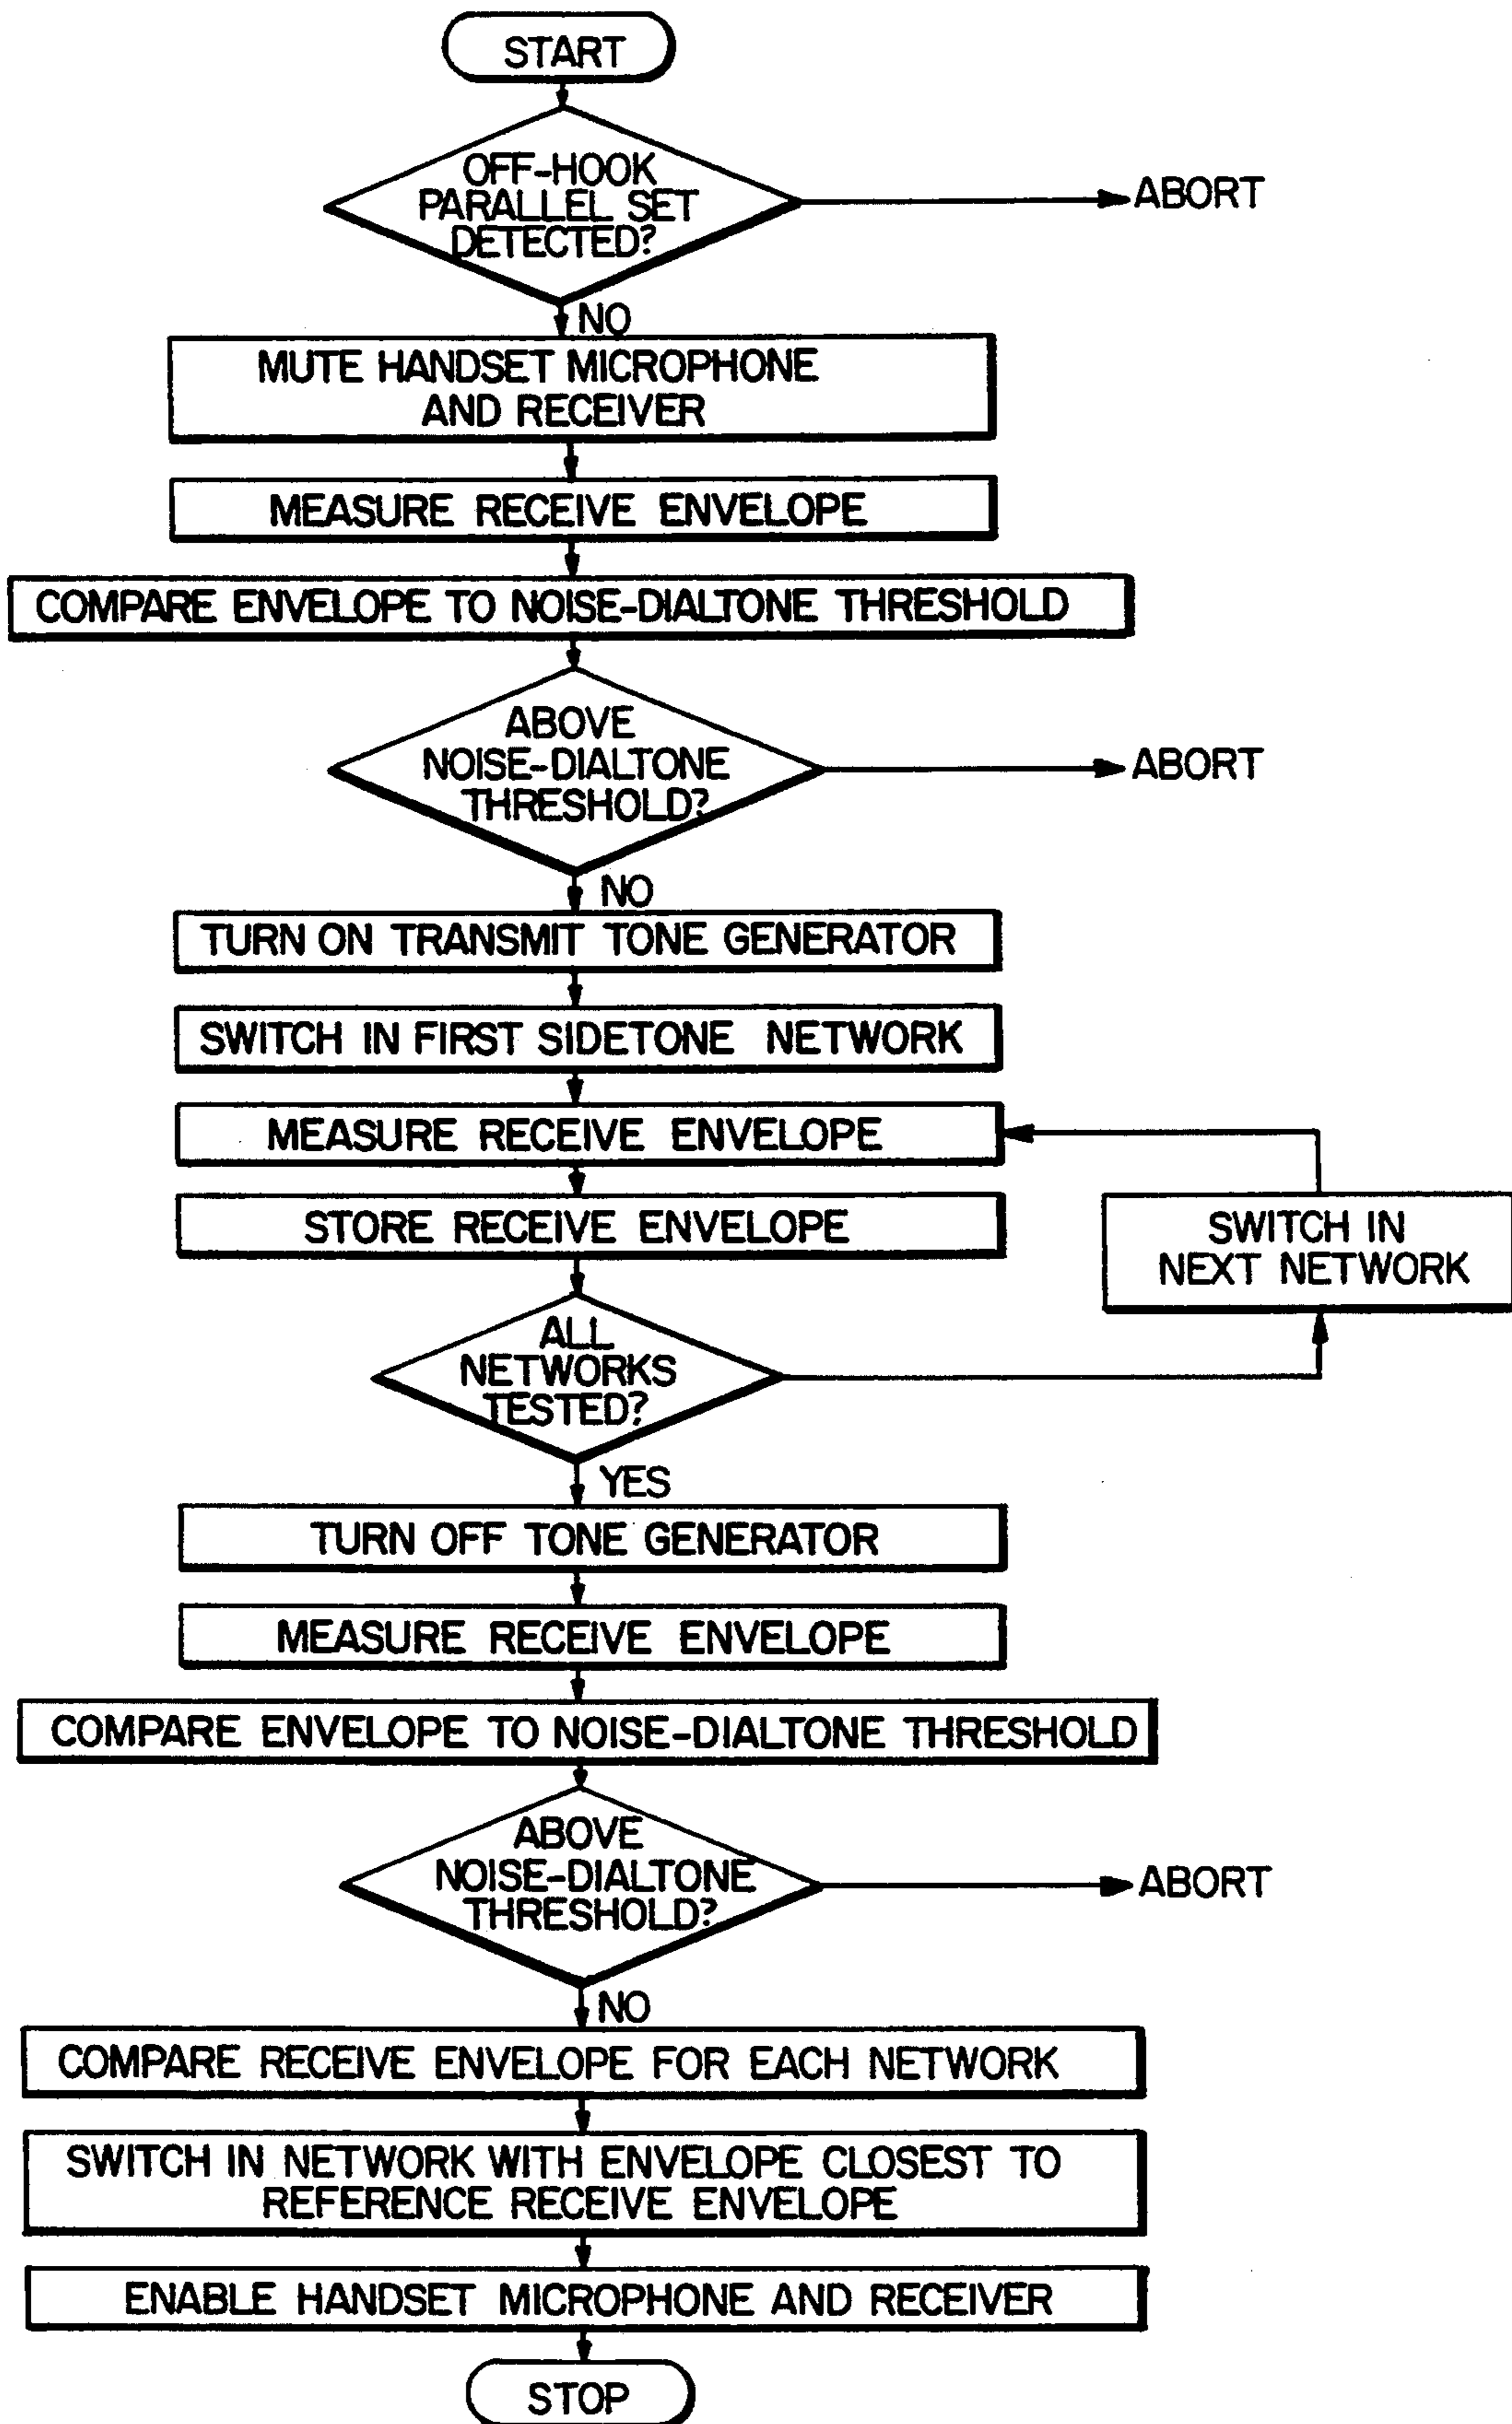 START
OFF-HOOK
PARALLEL SET
DETECTED?
ABORT
NO
MUTE HANDSET MICROPHONE
AND RECEIVER
MEASURE RECEIVE ENVELOPE
COMPARE ENVELOPE TO NOISE-DIALTONE THRESHOLD
ABOVE
NOISE-DIALTONE
THRESHOLD?
ABORT
NO
TURN ON TRANSMIT TONE GENERATOR
SWITCH IN FIRST SIDETONE NETWORK
MEASURE RECEIVE ENVELOPE
STORE RECEIVE ENVELOPE
SWITCH IN
NEXT NETWORK
ALL
NETWORKS
TESTED?
YES
TURN OFF TONE GENERATOR
MEASURE RECEIVE ENVELOPE
COMPARE ENVELOPE TO NOISE-DIALTONE THRESHOLD
ABOVE
NOISE-DIALTONE
THRESHOLD?
ABORT
NO
COMPARE RECEIVE ENVELOPE FOR EACH NETWORK
SWITCH IN NETWORK WITH ENVELOPE CLOSEST TO
REFERENCE RECEIVE ENVELOPE
ENABLE HANDSET MICROPHONE AND RECEIVER
STOP